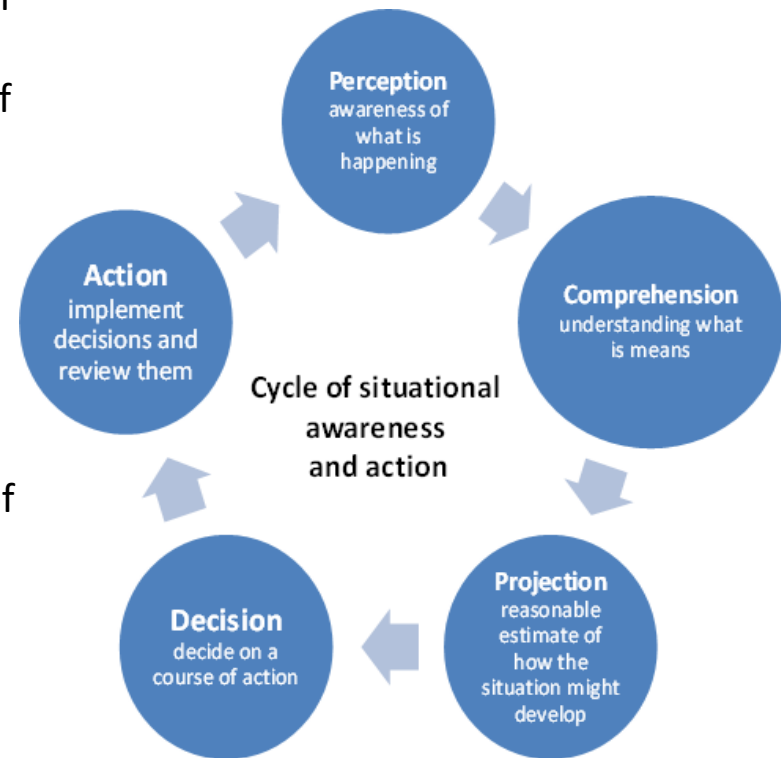 f
f
f
Perception
awareness of
what is
happening
Comprehension
understanding what
is means
Projection
reasonable
estimate of
how the
situation might
develop
Decision
decide on a
course of action
Action
implement
decisions and
review them
Cycle of situational
awareness
and action